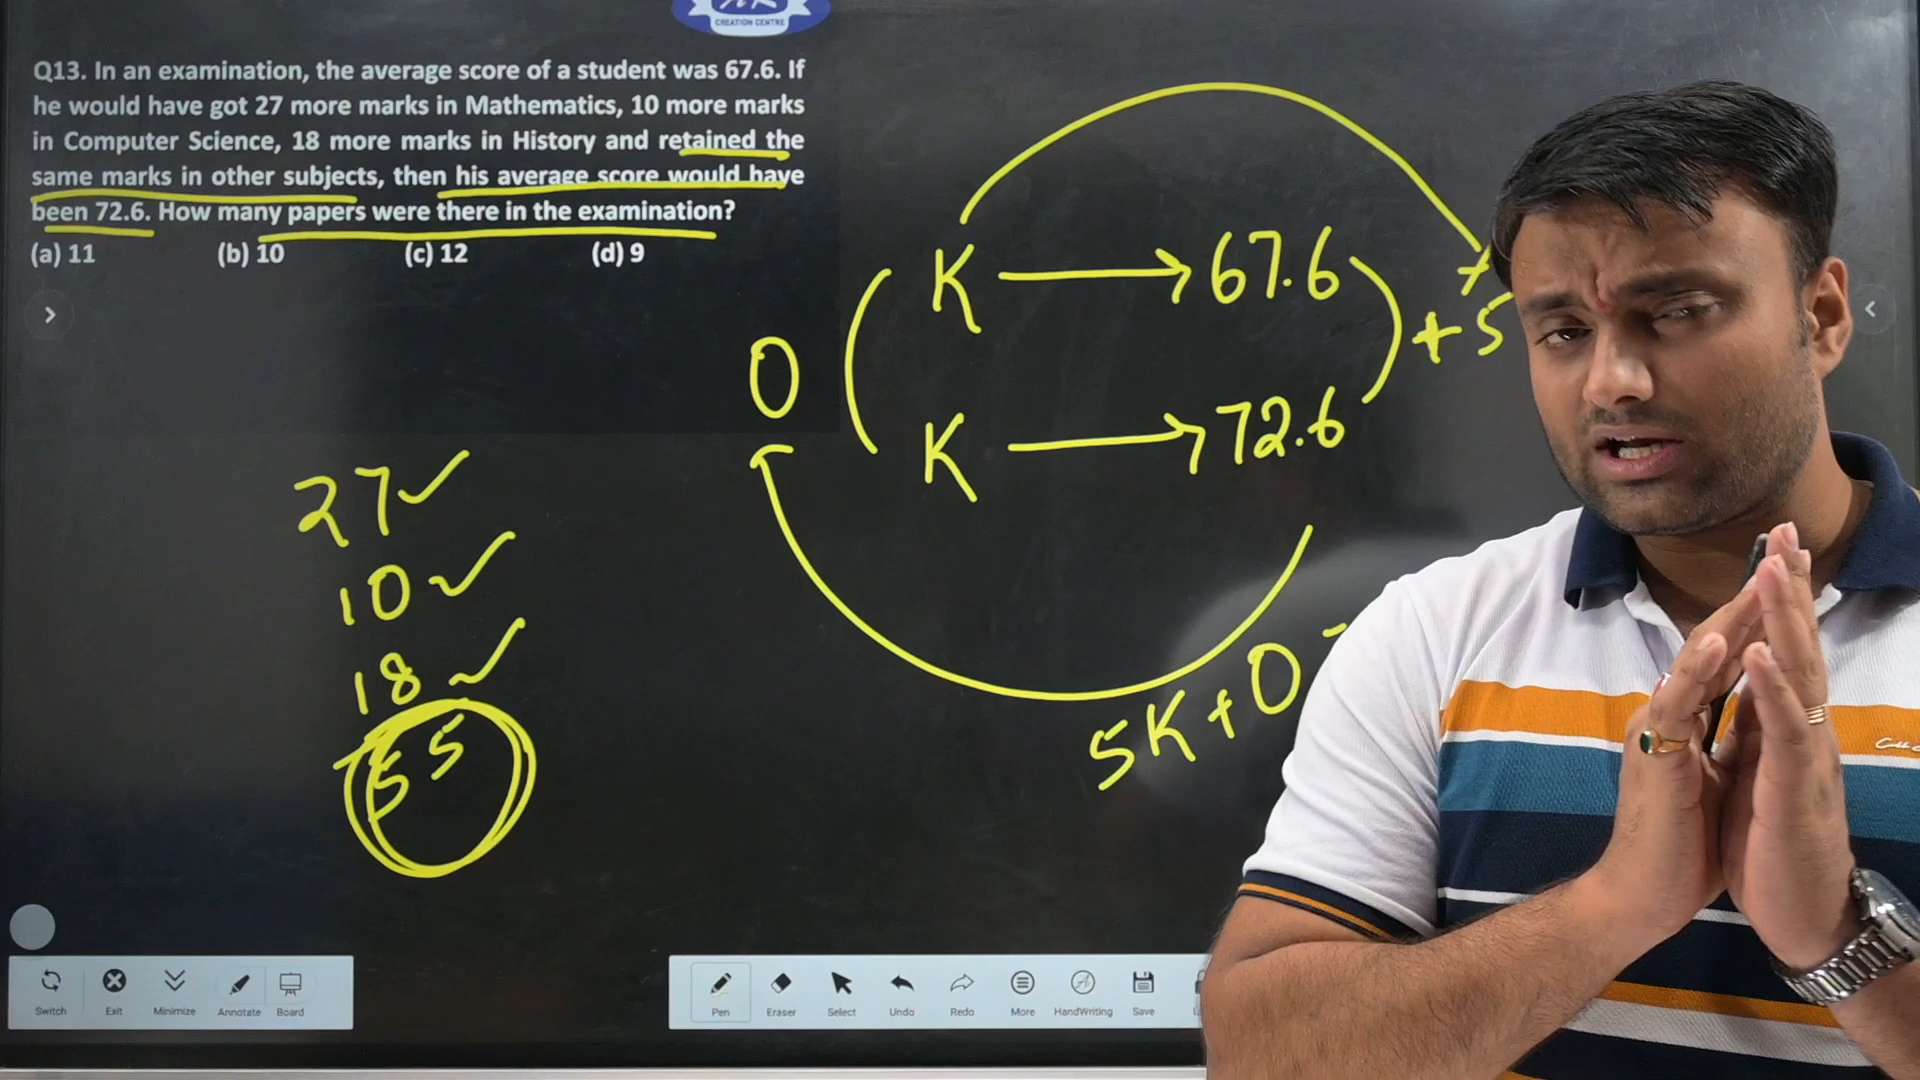 CREATION CENTRE
Q13. In an examination, the average score of a student was 67.6. If
he would have got 27 more marks in Mathematics, 10 more marks
in Computer Science, 18 more marks in History and retained the
same marks in other subjects, then his average score would have
been 72.6. How many papers were there in the examination?
(a) 11 (b) 10 (c) 12 (d) 9
K → 67.6
+5
0
K → 72.6
27 ✓
10 ✓
18 ✓
55
5K+0
Switch Exit Minimize Annotate Board
Pen Eraser Select Undo Redo More HandWriting Save